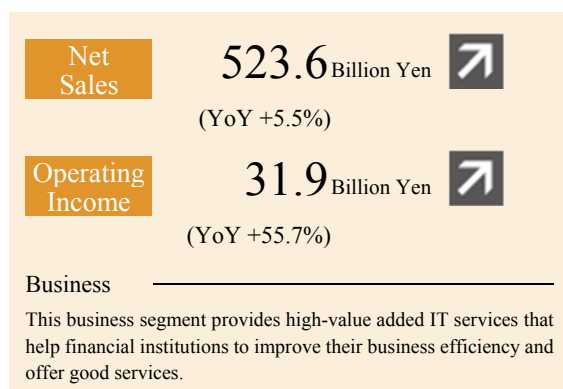 Net
Sales
523.6 Billion Yen
(YoY +5.5%)
Operating
Income
31.9 Billion Yen
(YoY +55.7%)
Business
This business segment provides high-value added IT services that
help financial institutions to improve their business efficiency and
offer good services.